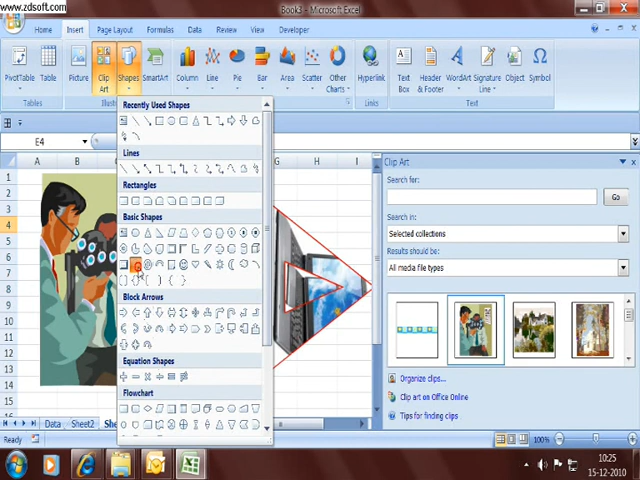 www.zdsoft.com
Book3 - Microsoft Excel
Home Insert Page Layout Formulas Data Review View Developer
PivotTable Table Picture Clip Art Shapes SmartArt Column Line Pie Bar Area Scatter Other Charts Hyperlink Text Box Header & Footer WordArt Signature Line Object Symbol
Tables Illust Charts Links Text
E4
A B G H I
1
2
3
4
5
6
7
8
9
10
11
12
13
14
15
Recently Used Shapes
Lines
Rectangles
Basic Shapes
Block Arrows
Equation Shapes
Flowchart
Clip Art
Search for:
Go
Search in:
Selected collections
Results should be:
All media file types
Organize clips...
Clip art on Office Online
Tips for finding clips
Data Sheet2 She
Ready
100%
10:25
15-12-2010